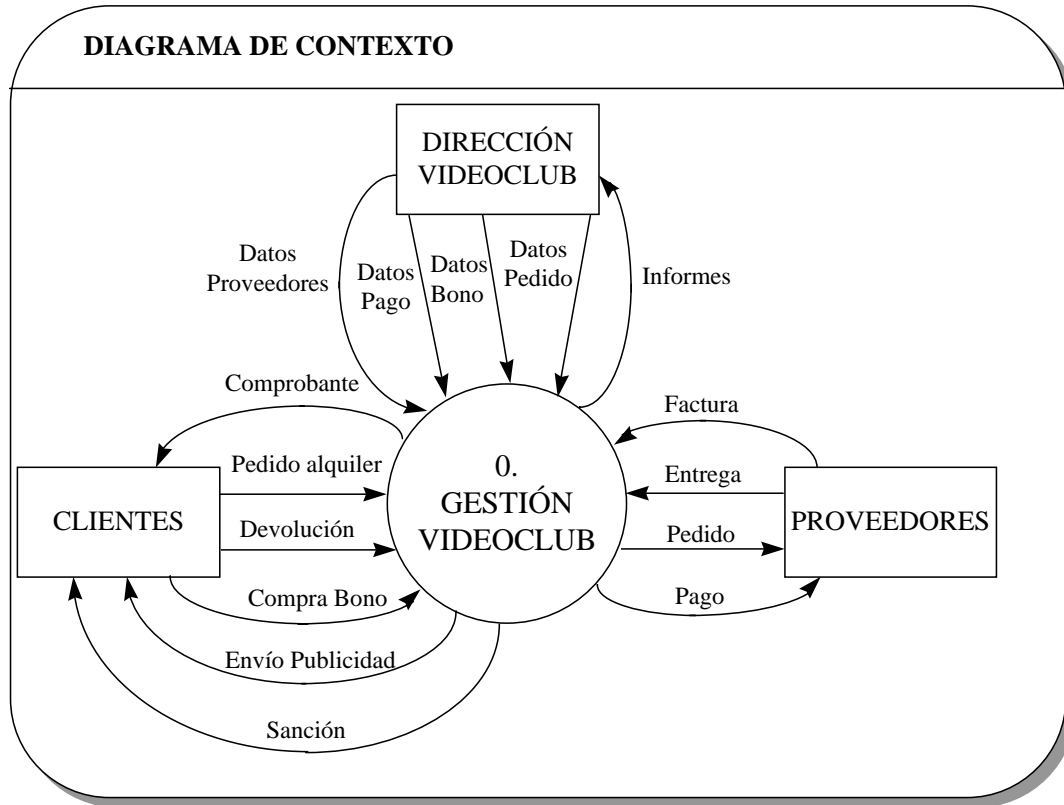 DIAGRAMA DE CONTEXTO
DIRECCIÓN
VIDEOCLUB
Datos
Proveedores
Datos
Pago
Datos
Bono
Datos
Pedido
Informes
Comprobante
Factura
Pedido alquiler
Entrega
CLIENTES
0.
GESTIÓN
VIDEOCLUB
PROVEEDORES
Devolución
Pedido
Compra Bono
Pago
Envío Publicidad
Sanción